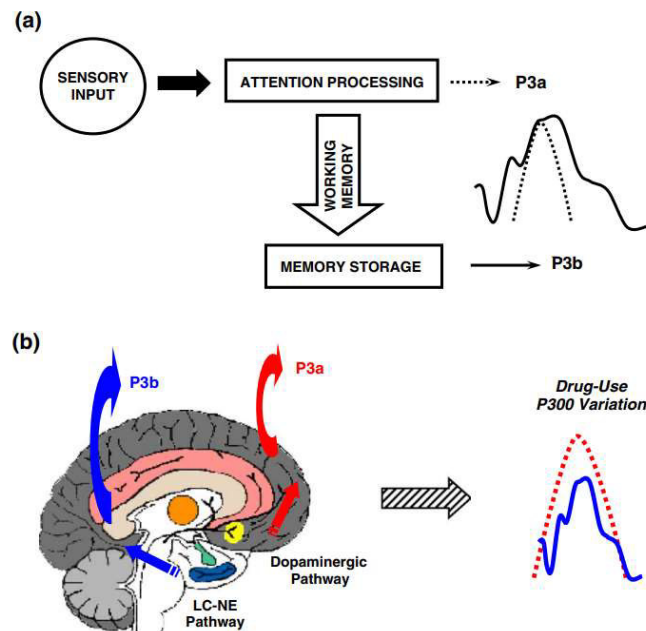 (a)
SENSORY
INPUT
ATTENTION PROCESSING
P3a
WORKING
MEMORY
MEMORY STORAGE
P3b
(b)
P3b
P3a
Drug-Use
P300 Variation
Dopaminergic
Pathway
LC-NE
Pathway